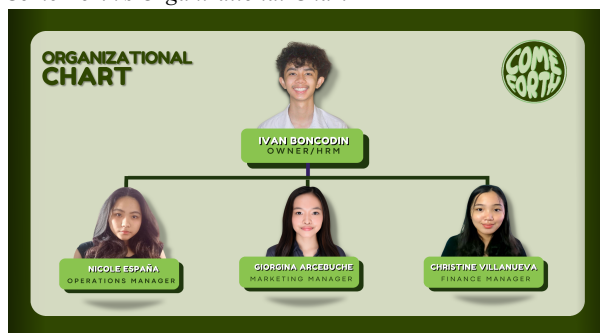 ORGANIZATIONAL
CHART
COME
FORTH
IVAN BONCODIN
OWNER/HRM
NICOLE ESPAÑA
OPERATIONS MANAGER
GIORGINA ARCEBUCHE
MARKETING MANAGER
CHRISTINE VILLANUEVA
FINANCE MANAGER